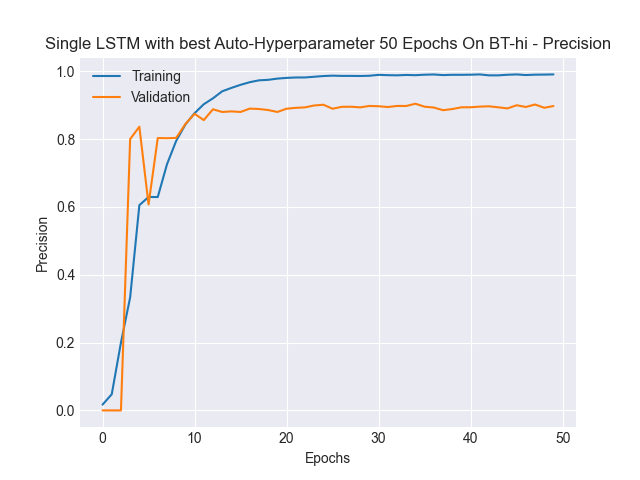 Single LSTM with best Auto-Hyperparameter 50 Epochs On BT-hi - Precision
Training
Validation
1.0
0.8
0.6
0.4
0.2
0.0
Precision
0
10
20
30
40
50
Epochs